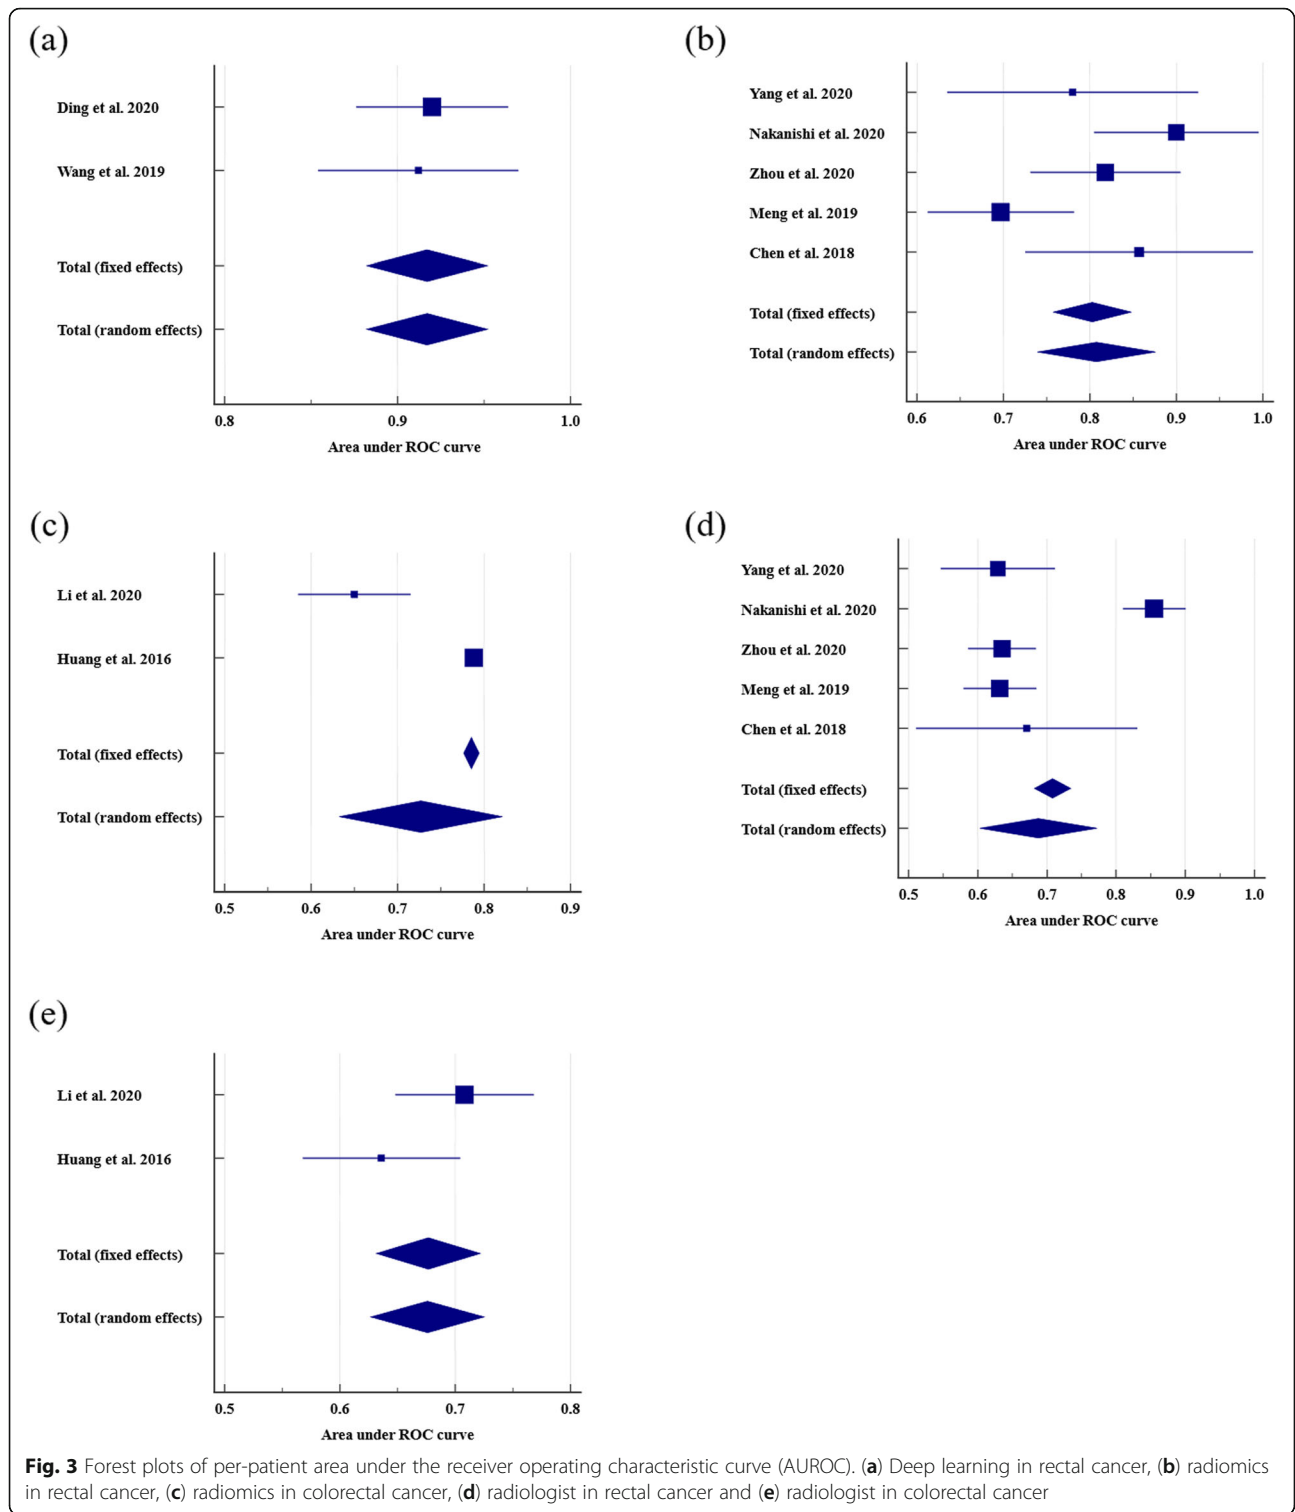 (a)
Ding et al. 2020
Wang et al. 2019
Total (fixed effects)
Total (random effects)
0.8 0.9 1.0
Area under ROC curve
(b)
Yang et al. 2020
Nakanishi et al. 2020
Zhou et al. 2020
Meng et al. 2019
Chen et al. 2018
Total (fixed effects)
Total (random effects)
0.6 0.7 0.8 0.9 1.0
Area under ROC curve
(c)
Li et al. 2020
Huang et al. 2016
Total (fixed effects)
Total (random effects)
0.5 0.6 0.7 0.8 0.9
Area under ROC curve
(d)
Yang et al. 2020
Nakanishi et al. 2020
Zhou et al. 2020
Meng et al. 2019
Chen et al. 2018
Total (fixed effects)
Total (random effects)
0.5 0.6 0.7 0.8 0.9 1.0
Area under ROC curve
(e)
Li et al. 2020
Huang et al. 2016
Total (fixed effects)
Total (random effects)
0.5 0.6 0.7 0.8
Area under ROC curve
Fig. 3 Forest plots of per-patient area under the receiver operating characteristic curve (AUROC). (a) Deep learning in rectal cancer, (b) radiomics
in rectal cancer, (c) radiomics in colorectal cancer, (d) radiologist in rectal cancer and (e) radiologist in colorectal cancer